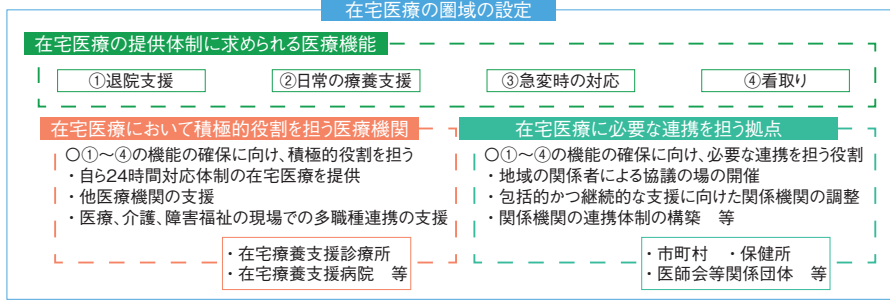 在宅医療の圏域の設定
在宅医療の提供体制に求められる医療機能
①退院支援
②日常の療養支援
③急変時の対応
④看取り
在宅医療において積極的役割を担う医療機関
○①～④の機能の確保に向け、積極的役割を担う
・自ら24時間対応体制の在宅医療を提供
・他医療機関の支援
・医療、介護、障害福祉の現場での多職種連携の支援
・在宅療養支援診療所
・在宅療養支援病院　等
在宅医療に必要な連携を担う拠点
○①～④の機能の確保に向け、必要な連携を担う役割
・地域の関係者による協議の場の開催
・包括的かつ継続的な支援に向けた関係機関の調整
・関係機関の連携体制の構築　等
・市町村　・保健所
・医師会等関係団体　等